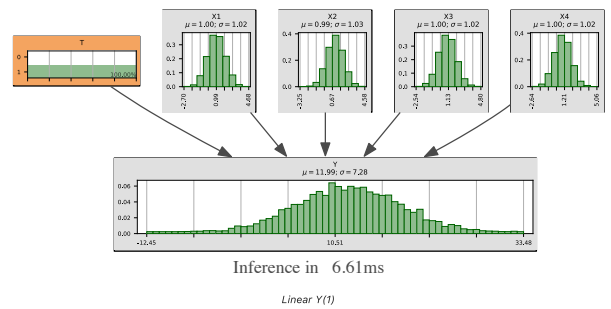 T
0
1
100.00%
X1
μ = 1.00; σ = 1.02
0.3
0.2
0.1
0.0
-2.70
0.99
4.68
X2
μ = 0.99; σ = 1.03
0.4
0.2
0.0
-3.25
0.67
4.58
X3
μ = 1.00; σ = 1.02
0.3
0.2
0.1
0.0
-2.54
1.13
4.80
X4
μ = 1.00; σ = 1.02
0.4
0.2
0.0
-2.64
1.21
5.06
Y
μ = 11.99; σ = 7.28
0.06
0.04
0.02
0.00
-12.45
10.51
33.48
Inference in 6.61ms
Linear Y(1)